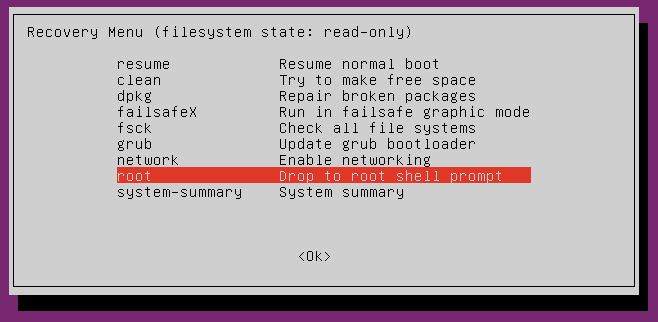 Recovery Menu (filesystem state: read-only)
resume Resume normal boot
clean Try to make free space
dpkg Repair broken packages
failsafeX Run in failsafe graphic mode
fsck Check all file systems
grub Update grub bootloader
network Enable networking
root Drop to root shell prompt
system-summary System summary
<Ok>